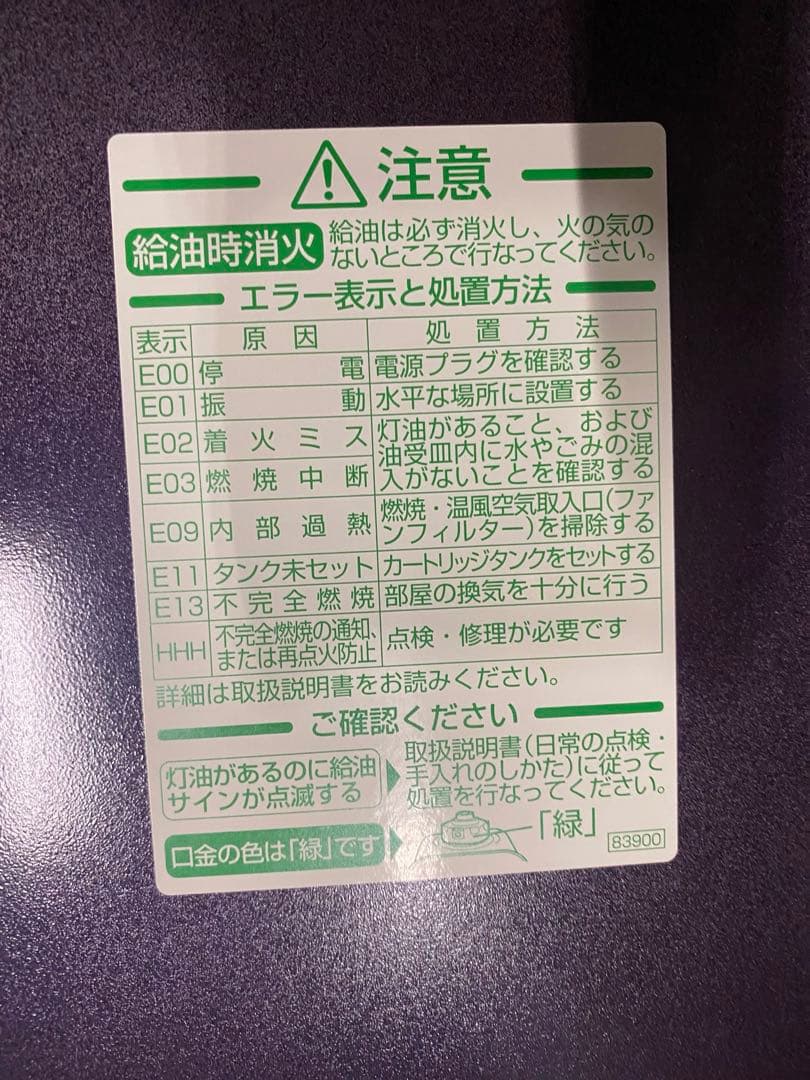 注意
給油時消火 給油は必ず消火し、火の気の
ないところで行なってください。
エラー表示と処置方法
表示 原因 処置方法
E00 停電 電源プラグを確認する
E01 振動 水平な場所に設置する
E02 着火ミス 灯油があること、および
油受皿内に水やごみの混
E03 燃焼中断 入がないことを確認する
E09 内部過熱 燃焼・温風空気取入口(ファ
ンフィルター)を掃除する
E11 タンク未セット カートリッジタンクをセットする
E13 不完全燃焼 部屋の換気を十分に行う
HHH 不完全燃焼の通知、
または再点火防止 点検・修理が必要です
詳細は取扱説明書をお読みください。
ご確認ください
灯油があるのに給油
サインが点滅する
取扱説明書(日常の点検・
手入れのしかた)に従って
処置を行なってください。
口金の色は「緑」です 「緑」
83900